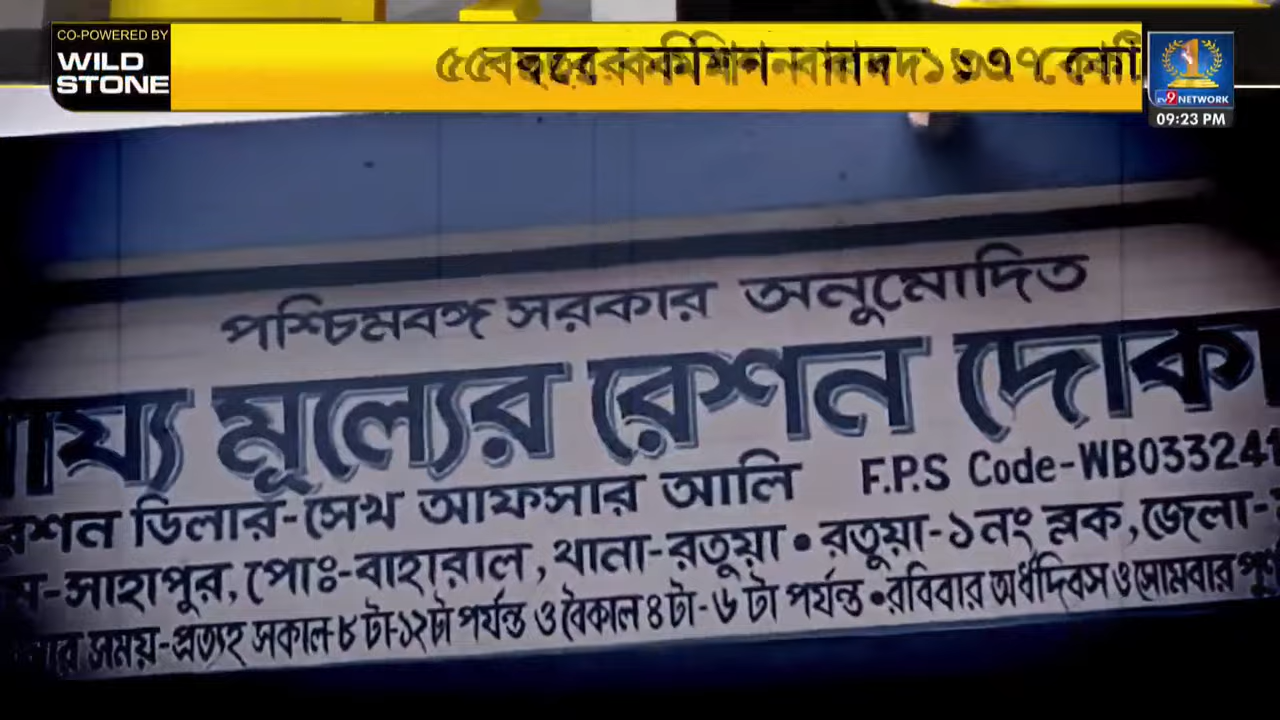 CO-POWERED BY
WILD
STONE
TV9 NETWORK
09:23 PM
পশ্চিমবঙ্গ সরকার অনুমোদিত
মূল্যের রেশন
ডিলার-সেখ আফসার আলি F.P.S Code-WB033241
সাহাপুর, পোঃ-বাহারাল, থানা-রতুয়া • রতুয়া-১নং ব্লক, জেলা-
সময়-প্রত্যহ সকাল-৮ টা-১২টা পর্যন্ত ও বৈকাল ৪ টা-৬ টা পর্যন্ত • রবিবার অর্ধদিবস ও সোমবার